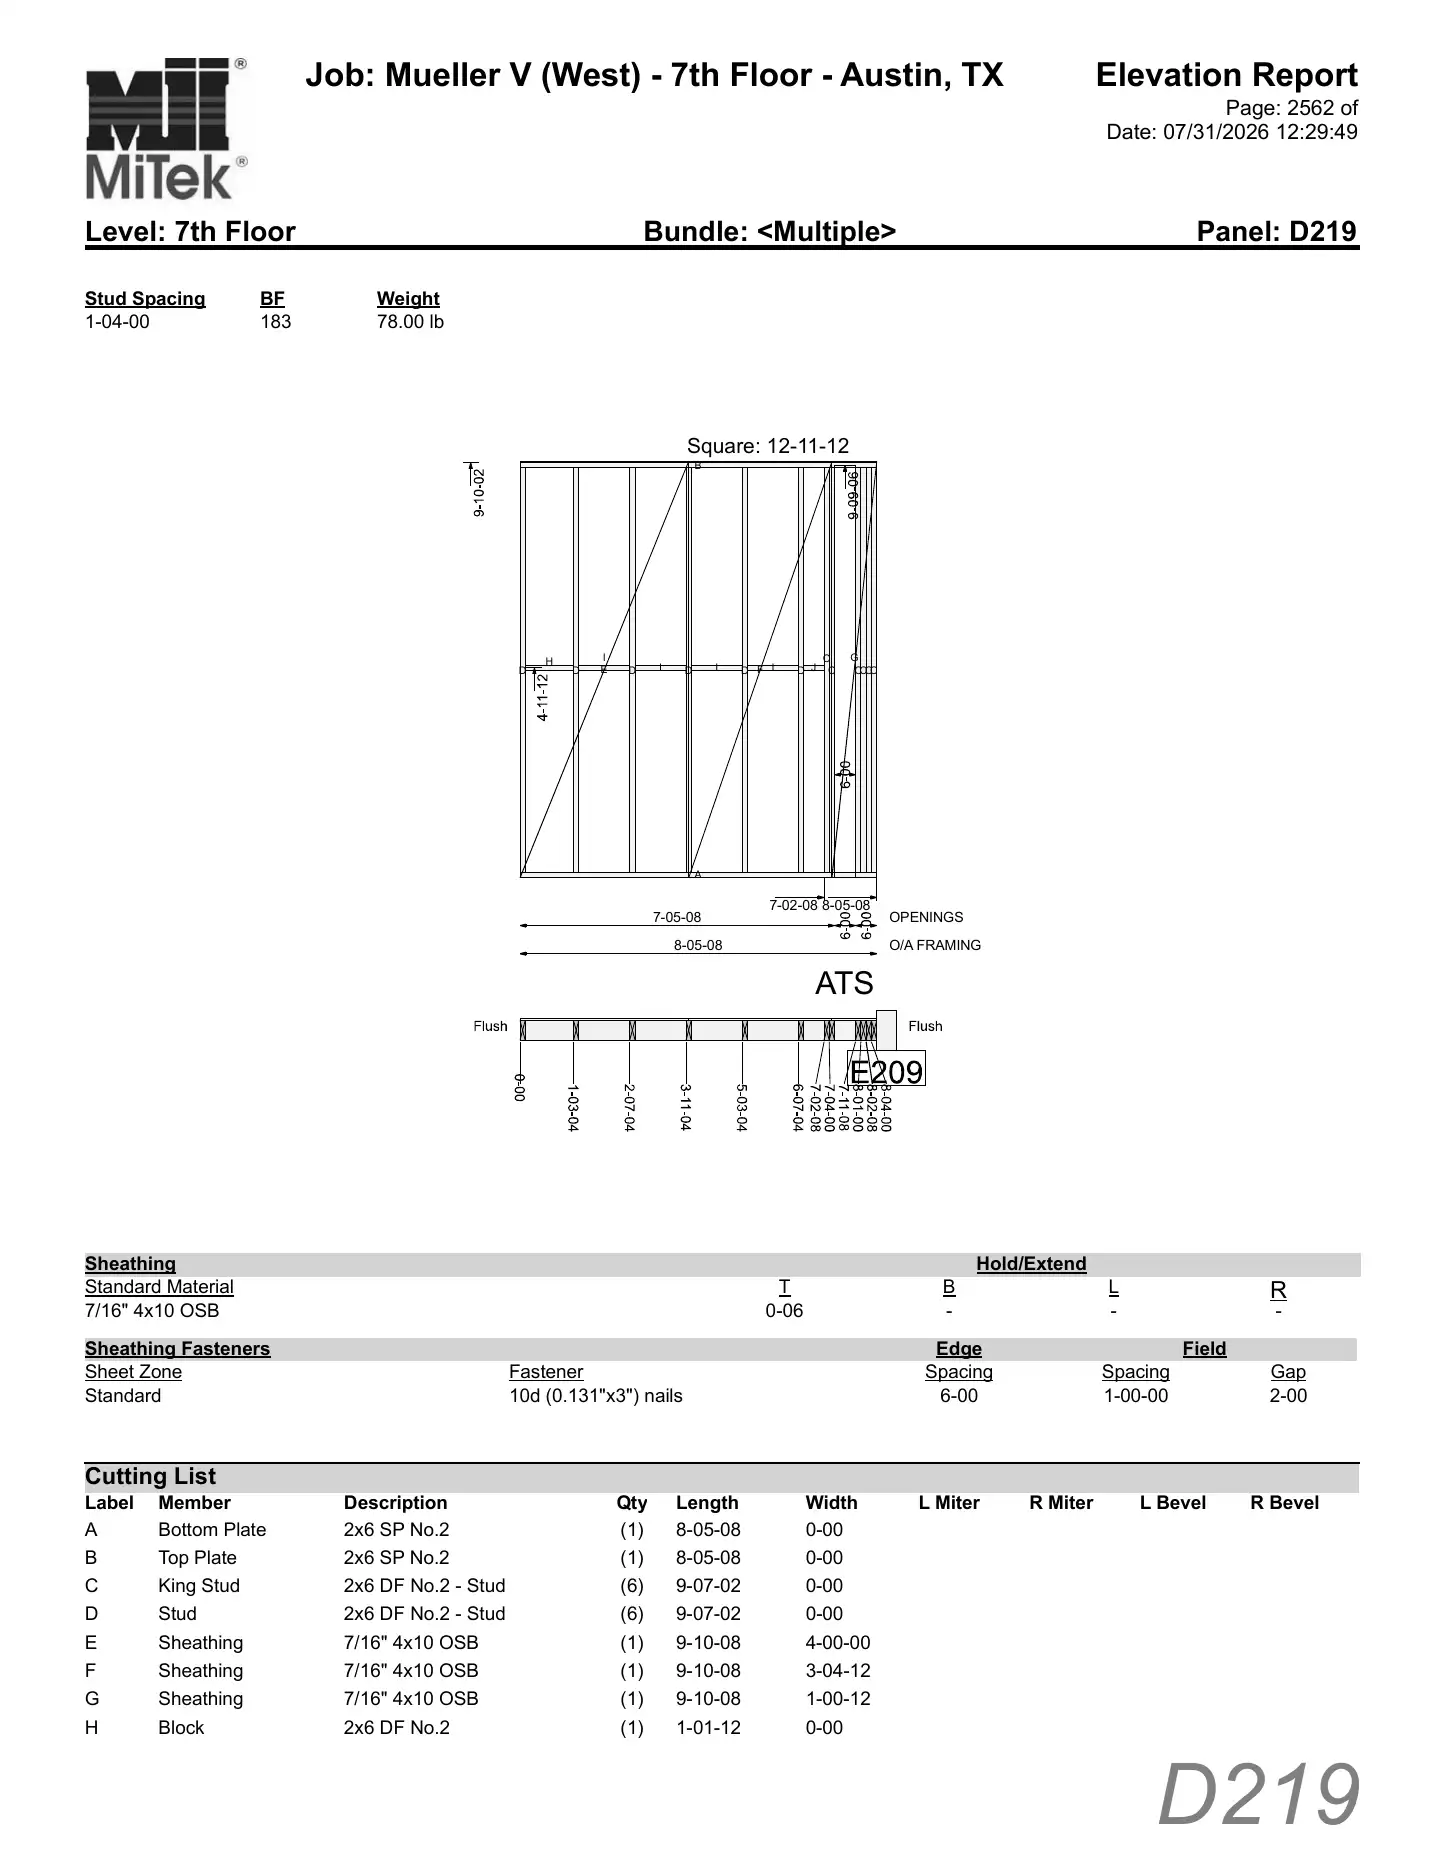 Job: Mueller V (West) - 7th Floor - Austin, TX
Elevation Report
Page: 2562 of
Date: 07/31/2026 12:29:49
MiTek®
Level: 7th Floor Bundle: <Multiple> Panel: D219
Stud Spacing BF Weight
1-04-00 183 78.00 lb
Square: 12-11-12
B
9-10-02
9-09-06
H I C G
E F J
4-11-12
6-00
A
7-02-08 8-05-08
7-05-08 6-00 6-00 OPENINGS
8-05-08 O/A FRAMING
ATS
Flush Flush
E209
0-00 1-03-04 2-07-04 3-11-04 5-03-04 6-07-04 7-02-08 7-04-00 7-11-08 8-01-00 8-02-08 8-04-00
Sheathing Hold/Extend
Standard Material T B L R
7/16" 4x10 OSB 0-06 - - -
Sheathing Fasteners Edge Field
Sheet Zone Fastener Spacing Spacing Gap
Standard 10d (0.131"x3") nails 6-00 1-00-00 2-00
Cutting List
Label Member Description Qty Length Width L Miter R Miter L Bevel R Bevel
A Bottom Plate 2x6 SP No.2 (1) 8-05-08 0-00
B Top Plate 2x6 SP No.2 (1) 8-05-08 0-00
C King Stud 2x6 DF No.2 - Stud (6) 9-07-02 0-00
D Stud 2x6 DF No.2 - Stud (6) 9-07-02 0-00
E Sheathing 7/16" 4x10 OSB (1) 9-10-08 4-00-00
F Sheathing 7/16" 4x10 OSB (1) 9-10-08 3-04-12
G Sheathing 7/16" 4x10 OSB (1) 9-10-08 1-00-12
H Block 2x6 DF No.2 (1) 1-01-12 0-00
D219